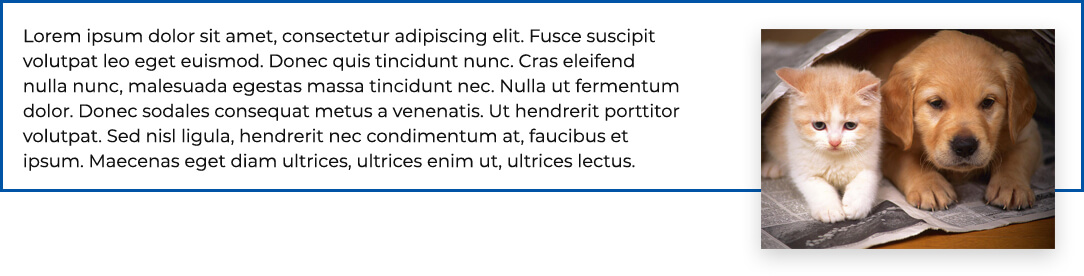 Lorem ipsum dolor sit amet, consectetur adipiscing elit. Fusce suscipit
volutpat leo eget euismod. Donec quis tincidunt nunc. Cras eleifend
nulla nunc, malesuada egestas massa tincidunt nec. Nulla ut fermentum
dolor. Donec sodales consequat metus a venenatis. Ut hendrerit porttitor
volutpat. Sed nisl ligula, hendrerit nec condimentum at, faucibus et
ipsum. Maecenas eget diam ultrices, ultrices enim ut, ultrices lectus.